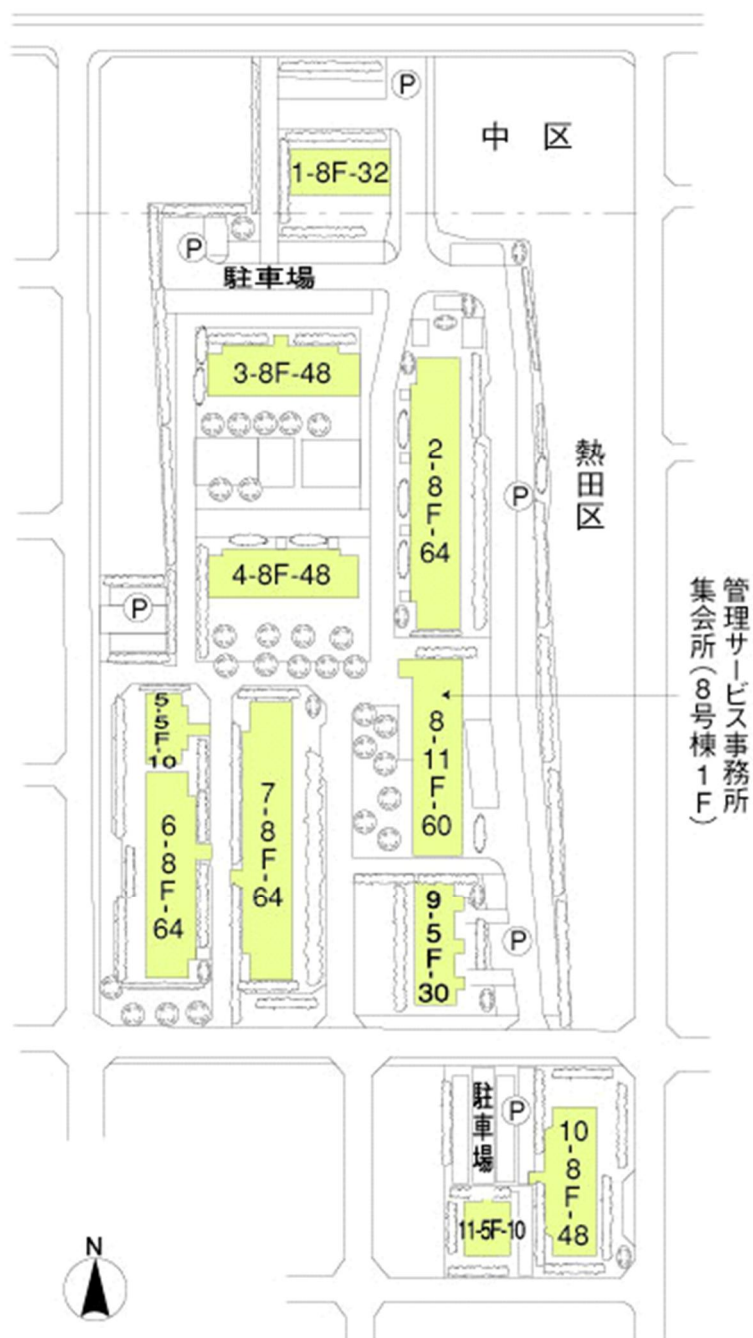 P
中区
1-8F-32
P
駐車場
3-8F-48
2-8F-64
熱田区
P
4-8F-48
P
管理サービス事務所
集会所(8号棟1F)
5-5F-10
8-11F-60
7-8F-64
6-8F-64
9-5F-30
P
駐車場
P
10-8F-48
11-5F-10
N